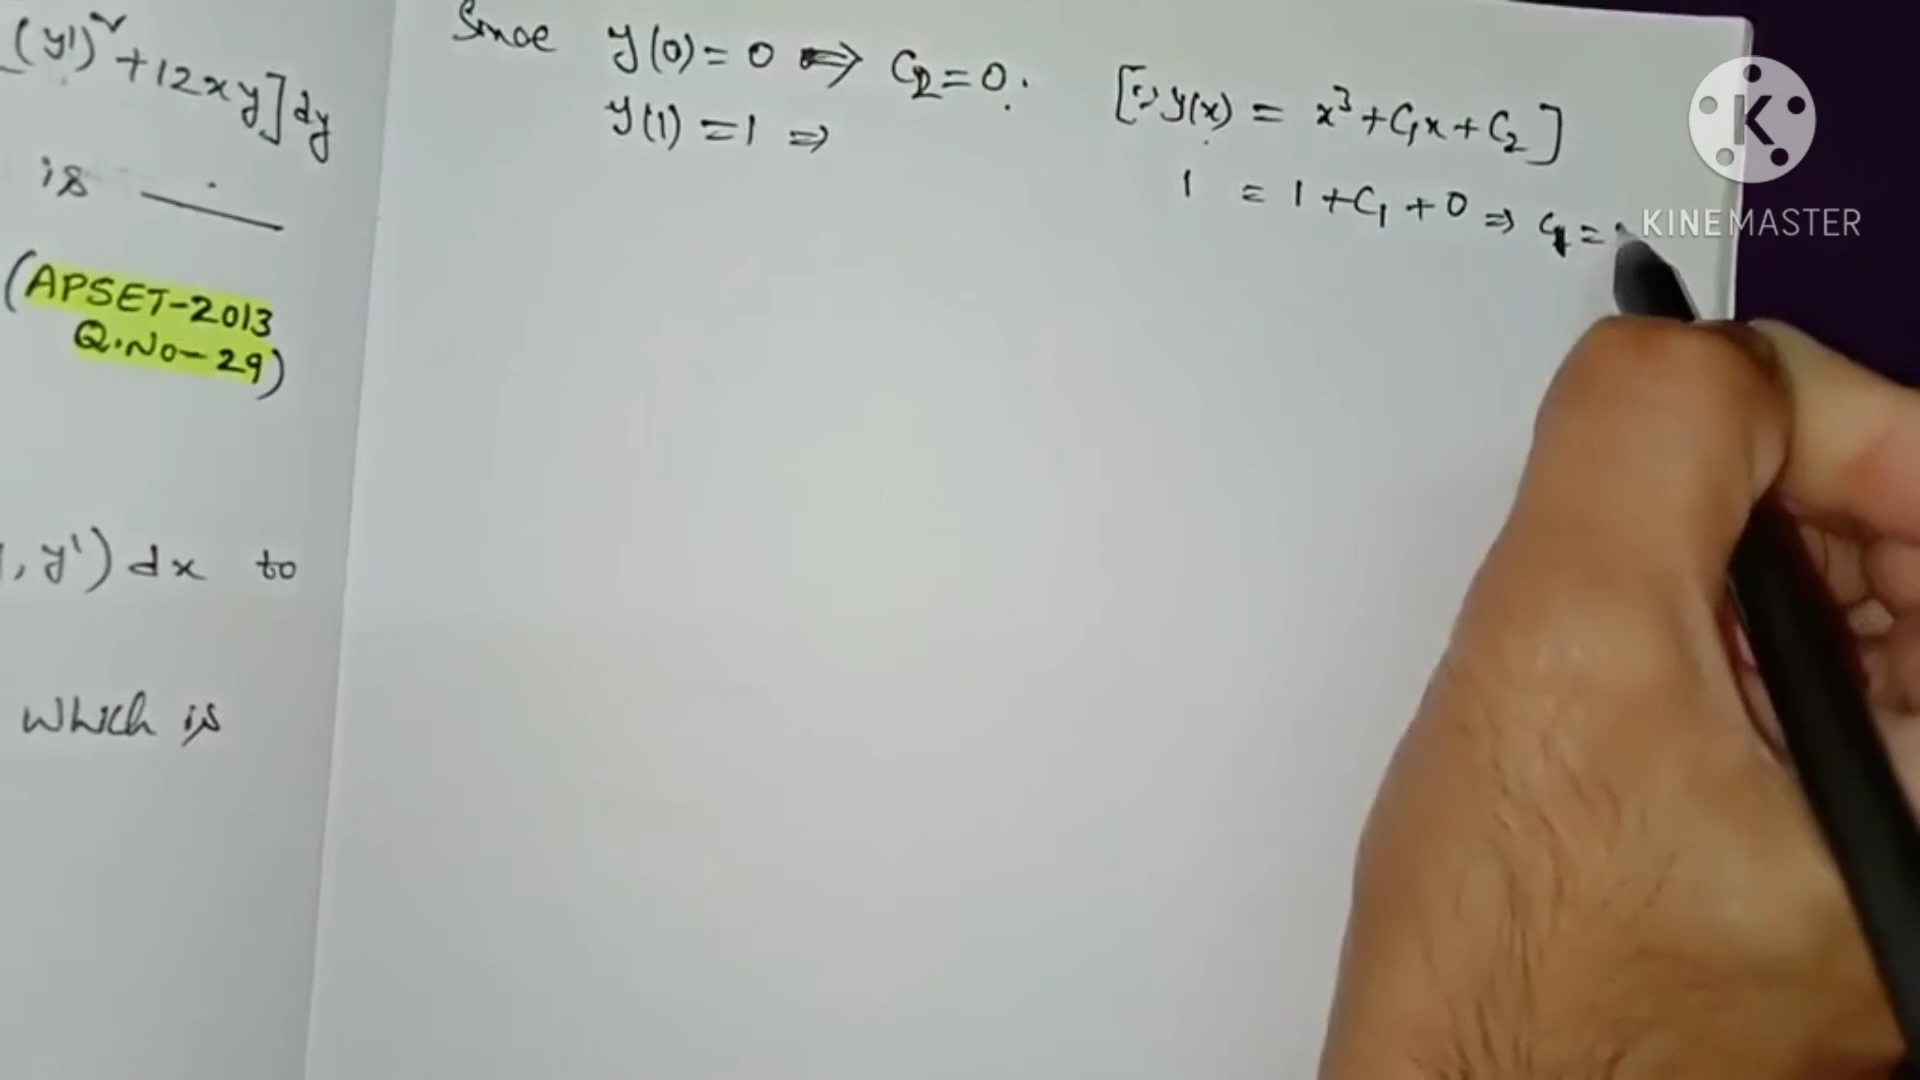 (y')² + 12xy] dy
is
(APSET-2013
Q.No-29)
, y') dx to
which is
Since y(0) = 0 ⇒ C2 = 0.
y(1) = 1 ⇒
[∵ y(x) = x³ + C1x + C2]
1 = 1 + C1 + 0 ⇒ C1 =
K
KINEMASTER